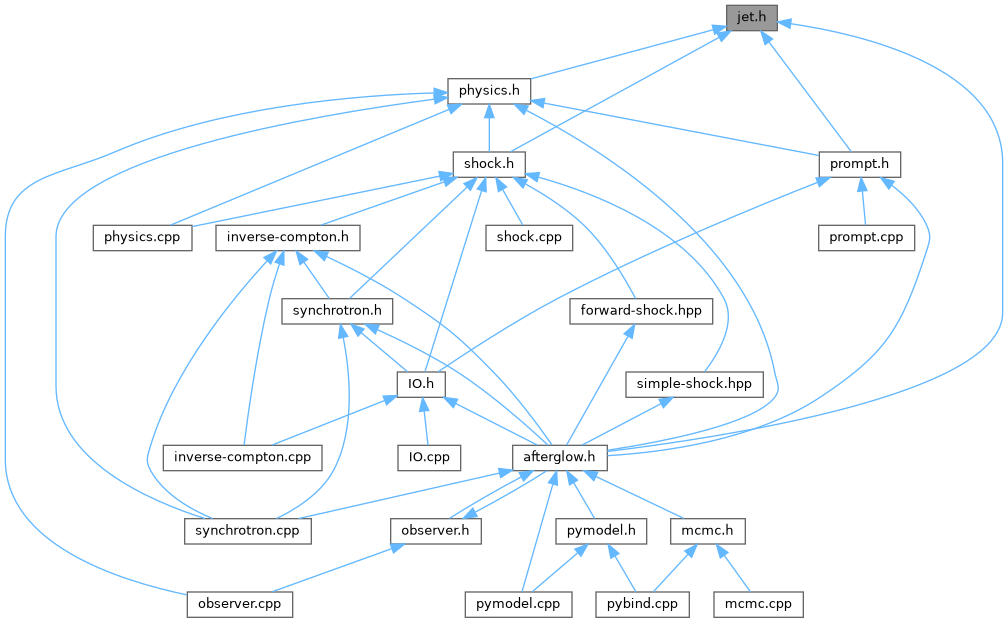 jet.h
physics.h
shock.h
prompt.h
physics.cpp
inverse-compton.h
shock.cpp
prompt.cpp
synchrotron.h
forward-shock.hpp
IO.h
simple-shock.hpp
inverse-compton.cpp
IO.cpp
afterglow.h
synchrotron.cpp
observer.h
pymodel.h
mcmc.h
observer.cpp
pymodel.cpp
pybind.cpp
mcmc.cpp